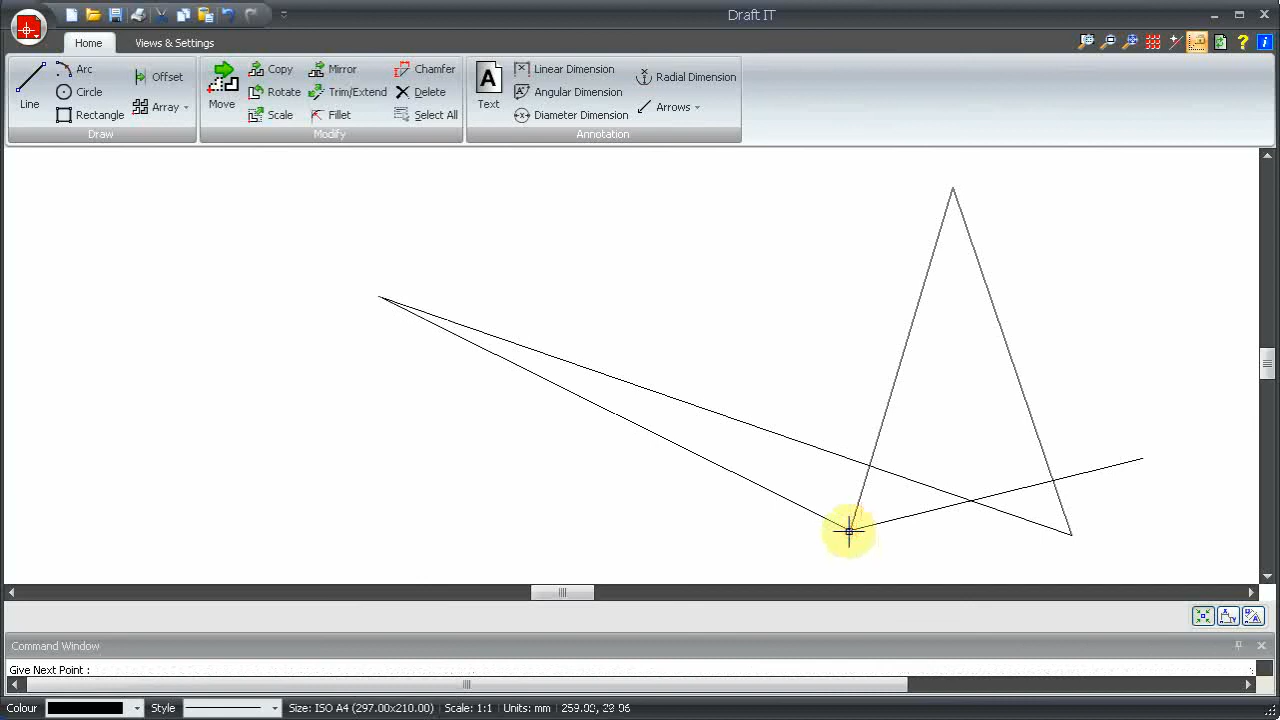 Draft IT
Home Views & Settings
Line
Arc
Circle
Rectangle
Offset
Array
Draw
Move
Copy
Rotate
Scale
Mirror
Trim/Extend
Fillet
Chamfer
Delete
Select All
Modify
A
Text
Linear Dimension
Angular Dimension
Diameter Dimension
Radial Dimension
Arrows
Annotation
Command Window
Give Next Point :
Colour Style Size: ISO A4 (297.00x210.00) Scale: 1:1 Units: mm